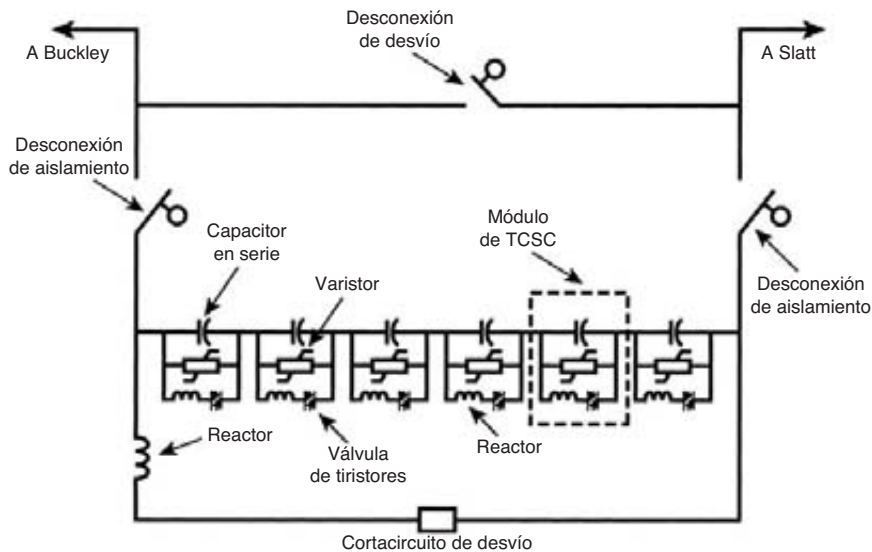 Desconexión
de desvío
A Buckley
A Slatt
Desconexión
de aislamiento
Capacitor
en serie
Varistor
Módulo
de TCSC
Desconexión
de aislamiento
Reactor
Válvula
de tiristores
Reactor
Cortacircuito de desvío